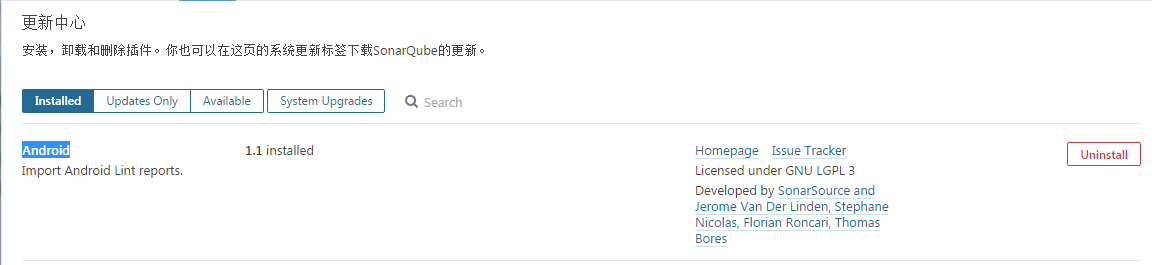 更新中心
安装，卸载和删除插件。你也可以在这页的系统更新标签下载SonarQube的更新。
Installed Updates Only Available System Upgrades Search
Android 1.1 installed Homepage Issue Tracker Uninstall
Import Android Lint reports. Licensed under GNU LGPL 3
Developed by SonarSource and
Jerome Van Der Linden, Stephane
Nicolas, Florian Roncari, Thomas
Bores